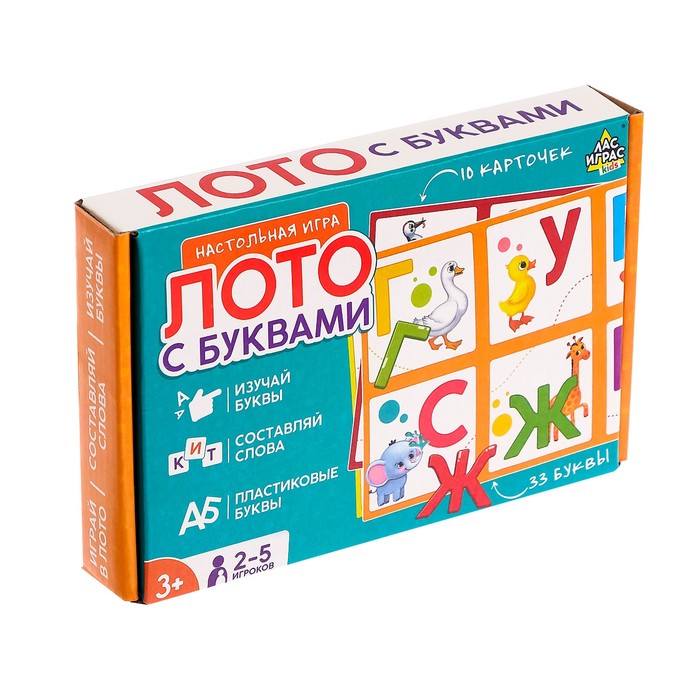 ЛОТО С БУКВАМИ
ЛАС
ИГРАС
kids
10 КАРТОЧЕК
НАСТОЛЬНАЯ ИГРА
ЛОТО
С БУКВАМИ
А
А
ИЗУЧАЙ
БУКВЫ
КИТ
СОСТАВЛЯЙ
СЛОВА
АБ
ПЛАСТИКОВЫЕ
БУКВЫ
3+
2-5
ИГРОКОВ
Г
У
Г
С
Ж
Ж
33 БУКВЫ
ИГРАЙ
В ЛОТО
СОСТАВЛЯЙ
СЛОВА
ИЗУЧАЙ
БУКВЫ